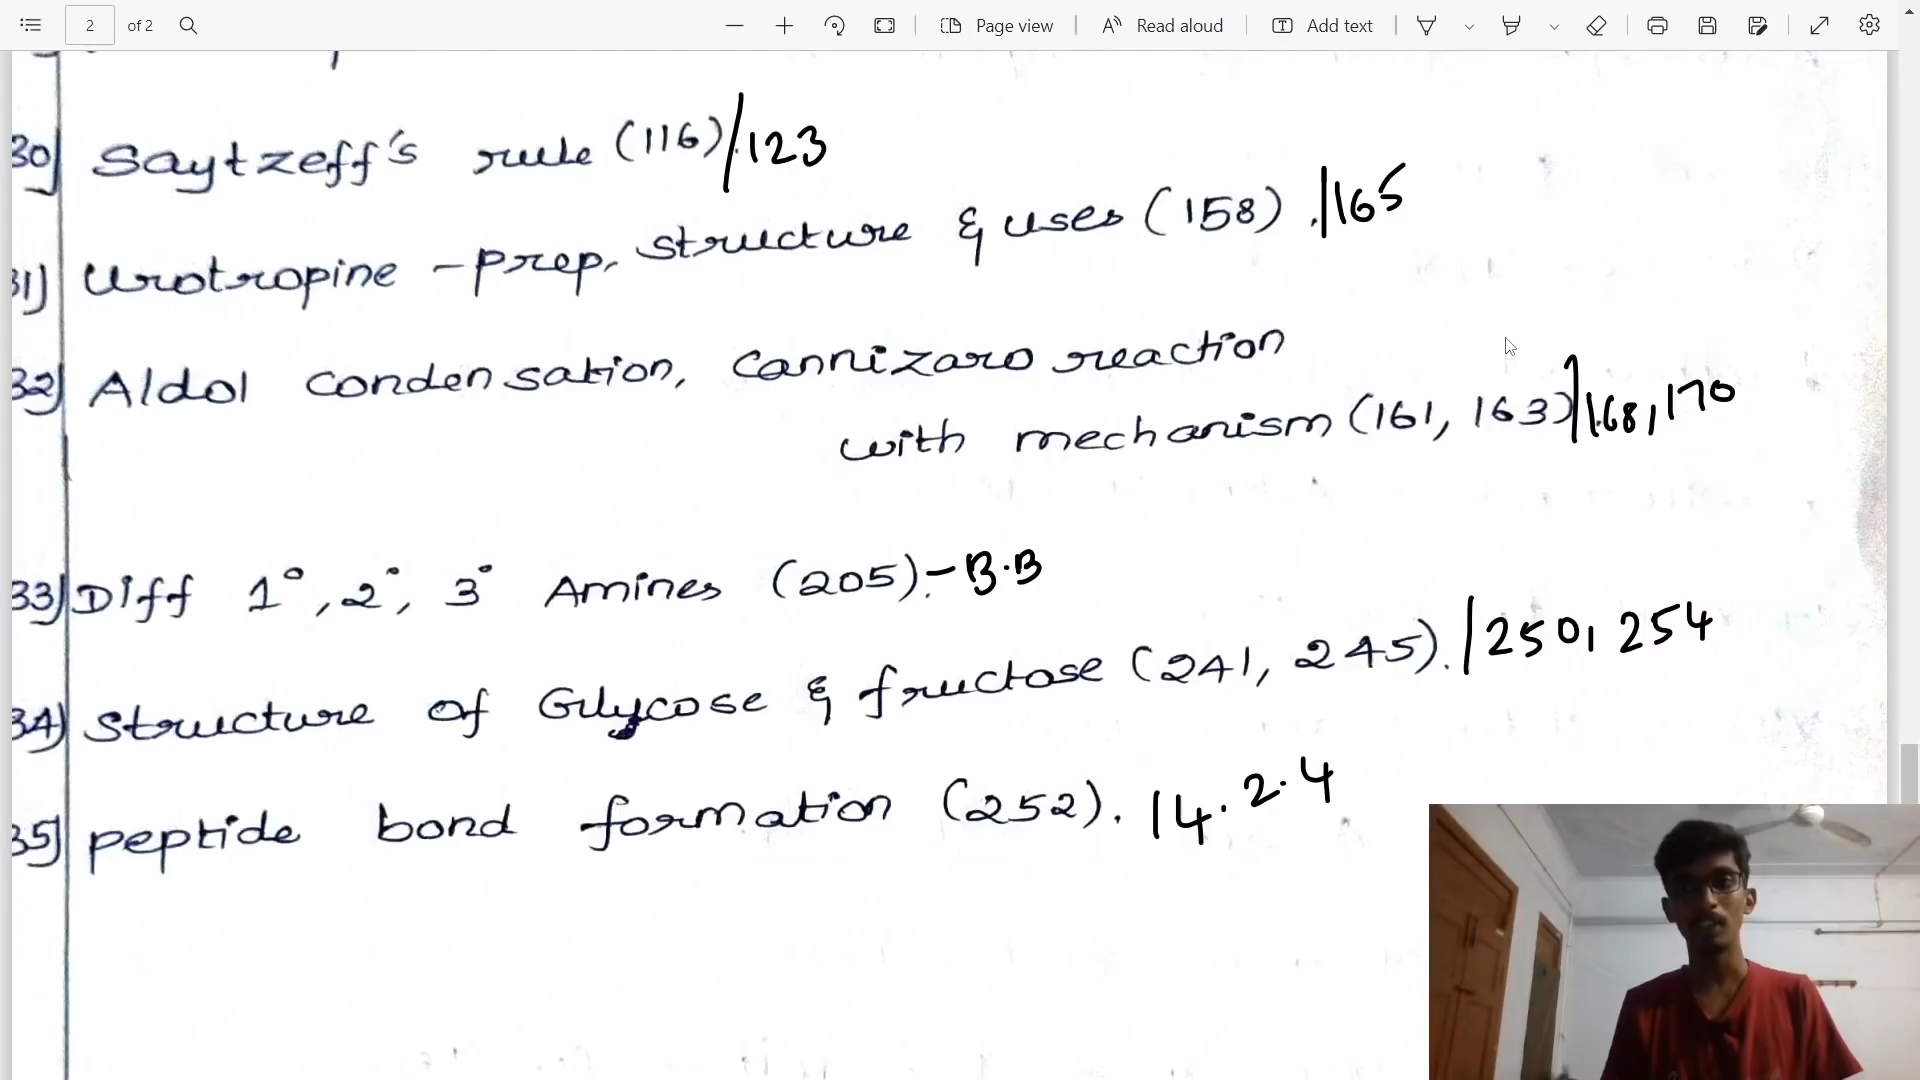 2 of 2 Page view Read aloud Add text
30) Saytzeff's rule (116)/123
31) Urotropine - prep, structure & uses (158). /165
32) Aldol condensation, Cannizaro reaction
with mechanism (161, 163)/168, 170
33) Diff 1°, 2°, 3° Amines (205). - B.B
34) Structure of Glycose & fructose (241, 245). /250, 254
35) peptide bond formation (252). 14.2.4